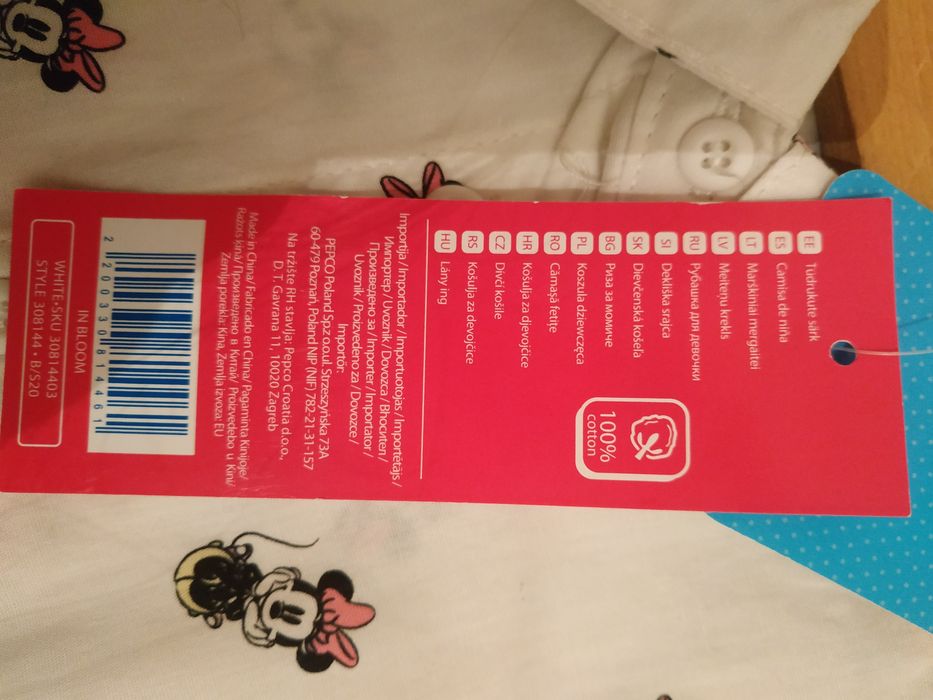 EE Tüdrukute särk
ES Camisa de niña
LT Marškiniai mergaitei
LV Meiteņu krekls
RU Рубашка для девочки
SI Dekliška srajca
SK Dievčenská košeľa
BG Риза за момиче
PL Koszula dziewczęca
RO Cămașă fetițe
HR Košulja za djevojčice
CZ Dívčí košile
RS Košulja za devojčice
HU Lány ing
100%
cotton
Importija / Importador / Importuotojas / Importētājs /
Импортер / Uvoznik / Dovozca / Вносител /
Произведено за / Importer / Importator /
Uvoznik / Proizvedeno za / Dovozce /
Importőr:
PEPCO Poland Sp.z o.o.ul. Strzeszyńska 73A
60-479 Poznań, Poland NIP (NIF) 782-21-31-157
Na tržište RH stavlja: Pepco Croatia d.o.o.,
D. T. Gavrana 11, 10020 Zagreb
Made in China/ Fabricado en China/ Pagaminta Kinijoje/
Ražots Ķīnā/ Произведено в Китай/ Proizvedebo u Kini/
Zemlja porekla: Kina, Zemlja izvoza: EU
2 200330 814461
IN BLOOM
WHITE•SKU 30814403
STYLE 308144 • B/S20